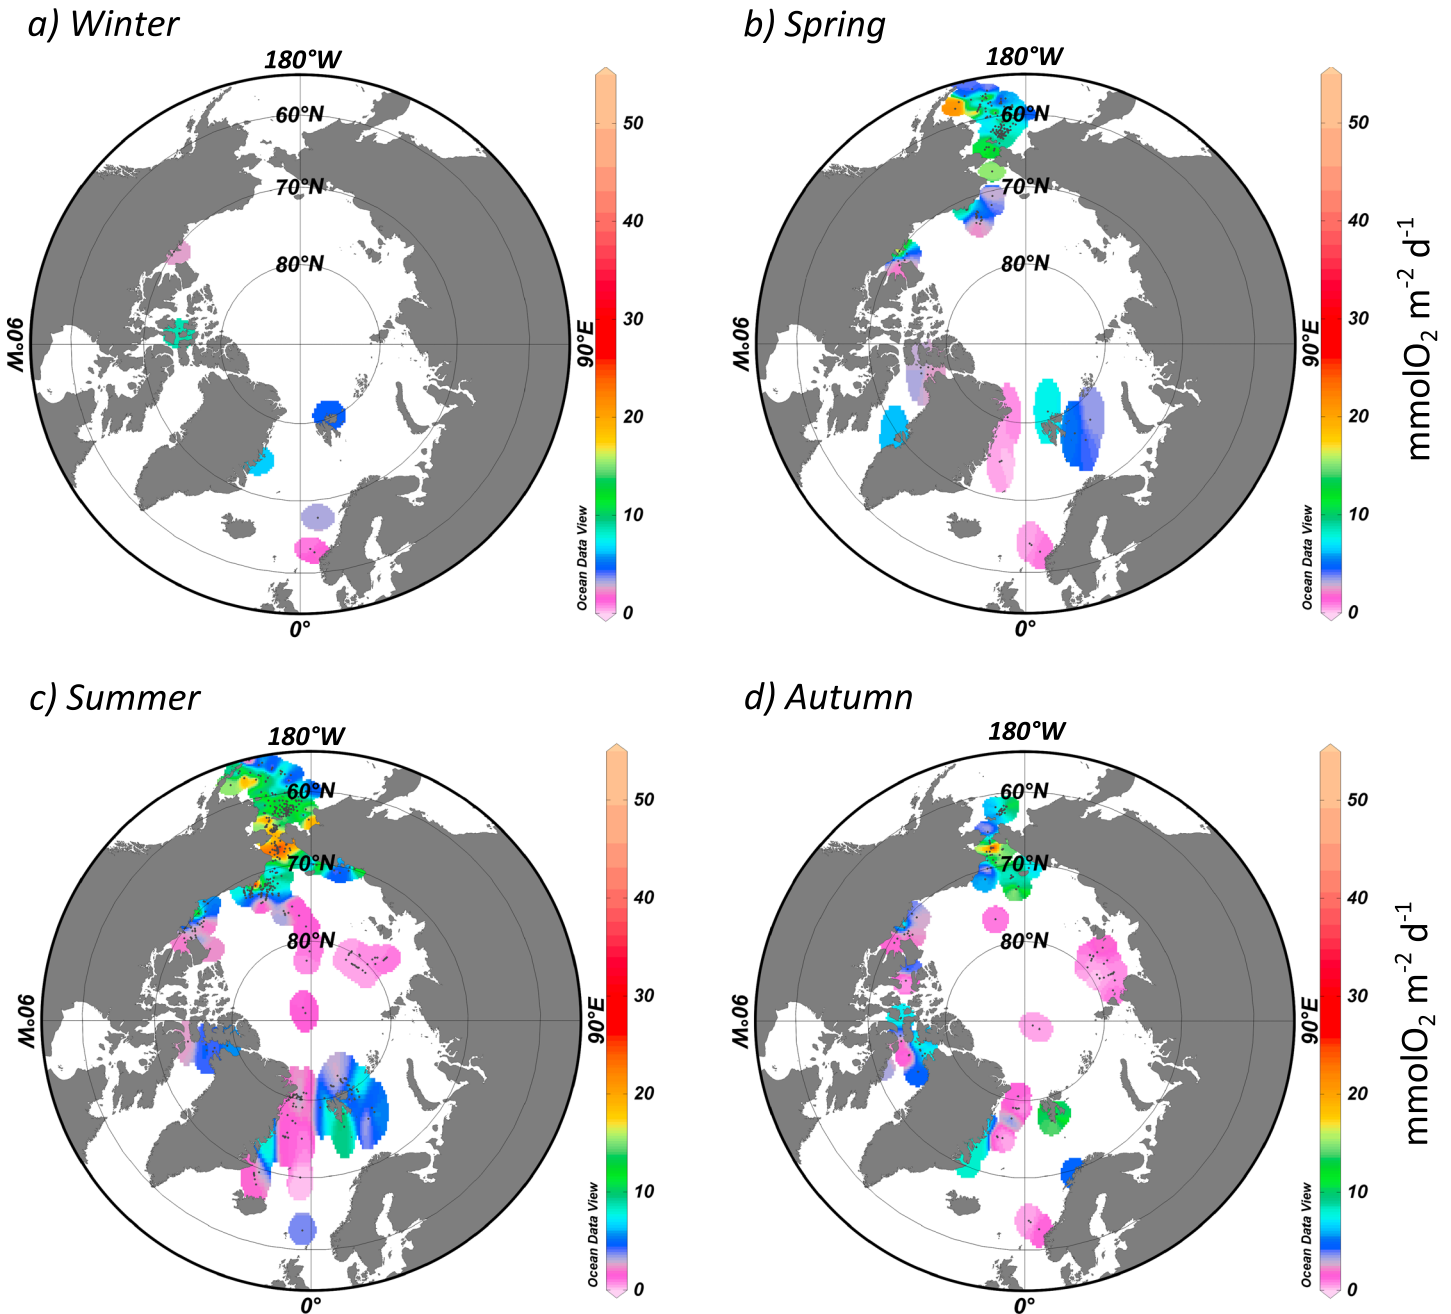 a) Winter
180°W
60°N
70°N
80°N
90°W
90°E
0°
50
40
30
20
10
0
Ocean Data View
b) Spring
180°W
60°N
70°N
80°N
90°W
90°E
0°
50
40
30
20
10
0
Ocean Data View
mmolO₂ m⁻² d⁻¹
c) Summer
180°W
60°N
70°N
80°N
90°W
90°E
0°
50
40
30
20
10
0
Ocean Data View
d) Autumn
180°W
60°N
70°N
80°N
90°W
90°E
0°
50
40
30
20
10
0
Ocean Data View
mmolO₂ m⁻² d⁻¹